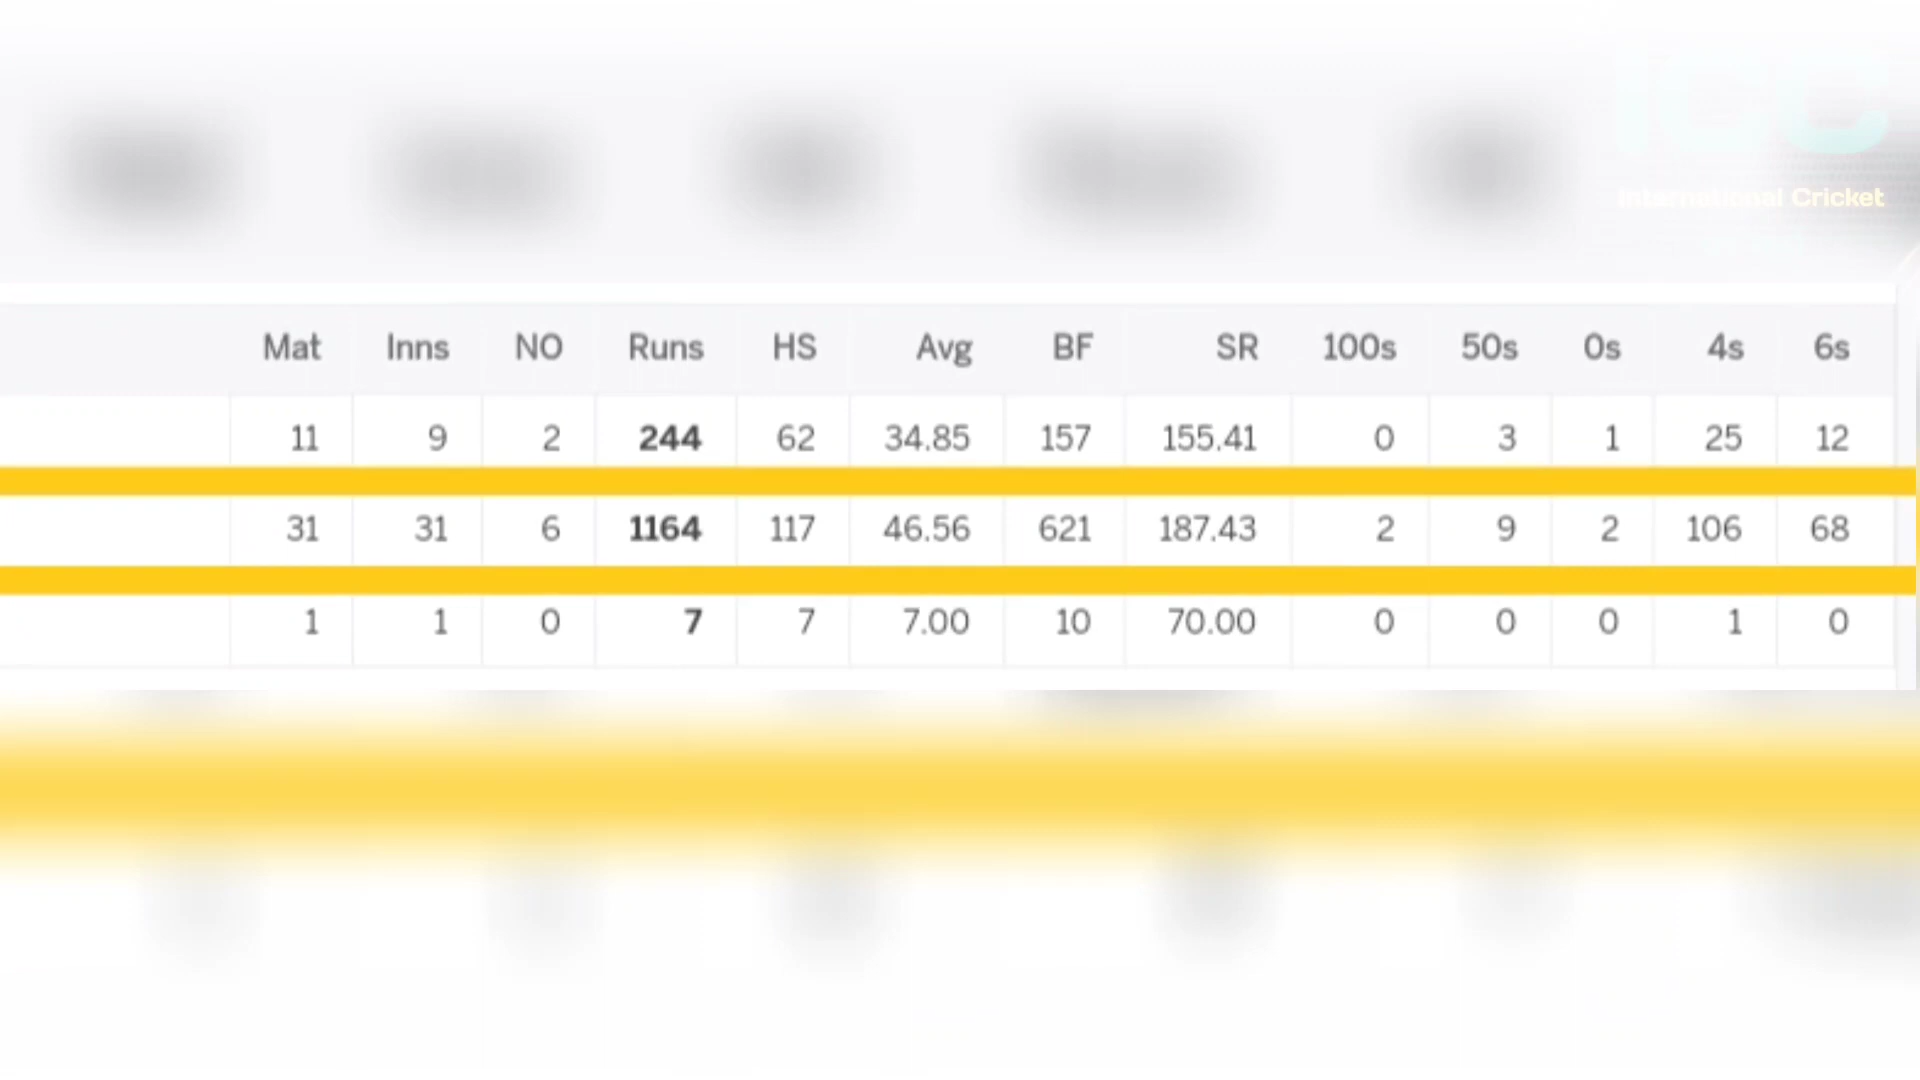 ICC
International Cricket
Mat Inns NO Runs HS Avg BF SR 100s 50s 0s 4s 6s
11 9 2 244 62 34.85 157 155.41 0 3 1 25 12
31 31 6 1164 117 46.56 621 187.43 2 9 2 106 68
1 1 0 7 7 7.00 10 70.00 0 0 0 1 0